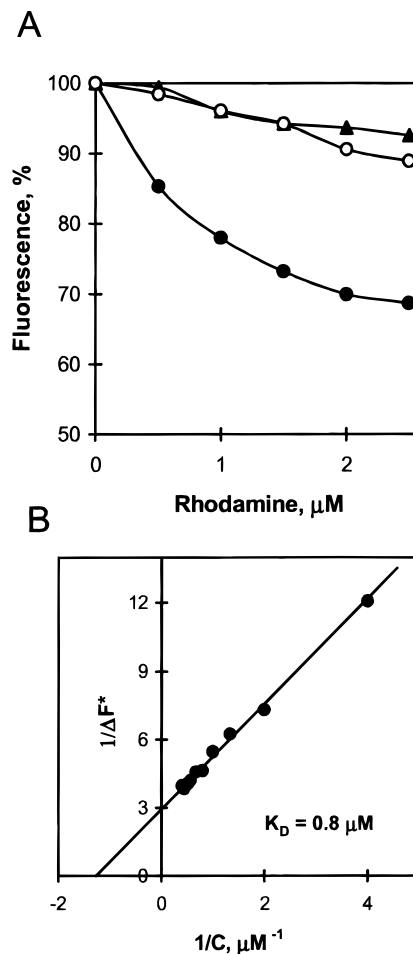 A
100
90
80
70
60
50
Fluorescence, %
0
1
2
Rhodamine, μM
B
12
9
6
3
0
1/ΔF*
K_D = 0.8 μM
-2
0
2
4
1/C, μM⁻¹